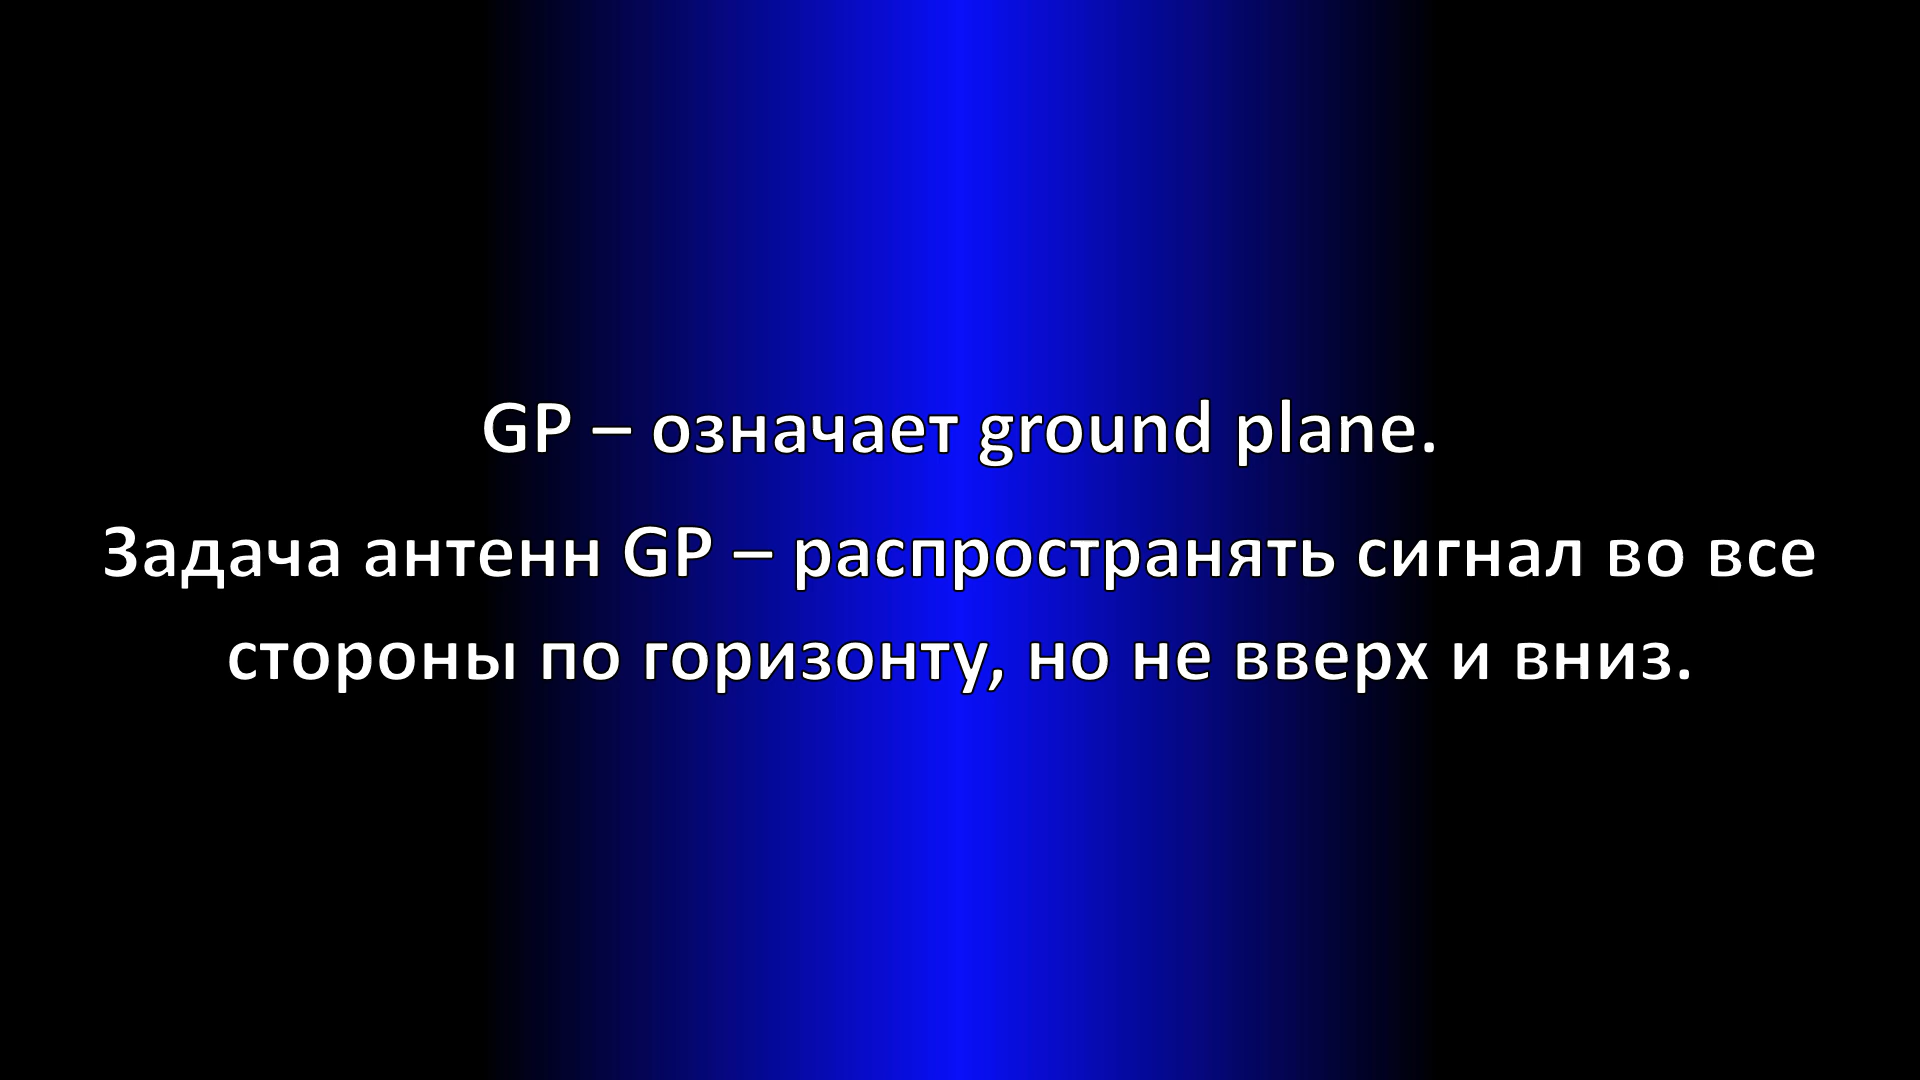 GP – означает ground plane.
Задача антенн GP – распространять сигнал во все
стороны по горизонту, но не вверх и вниз.